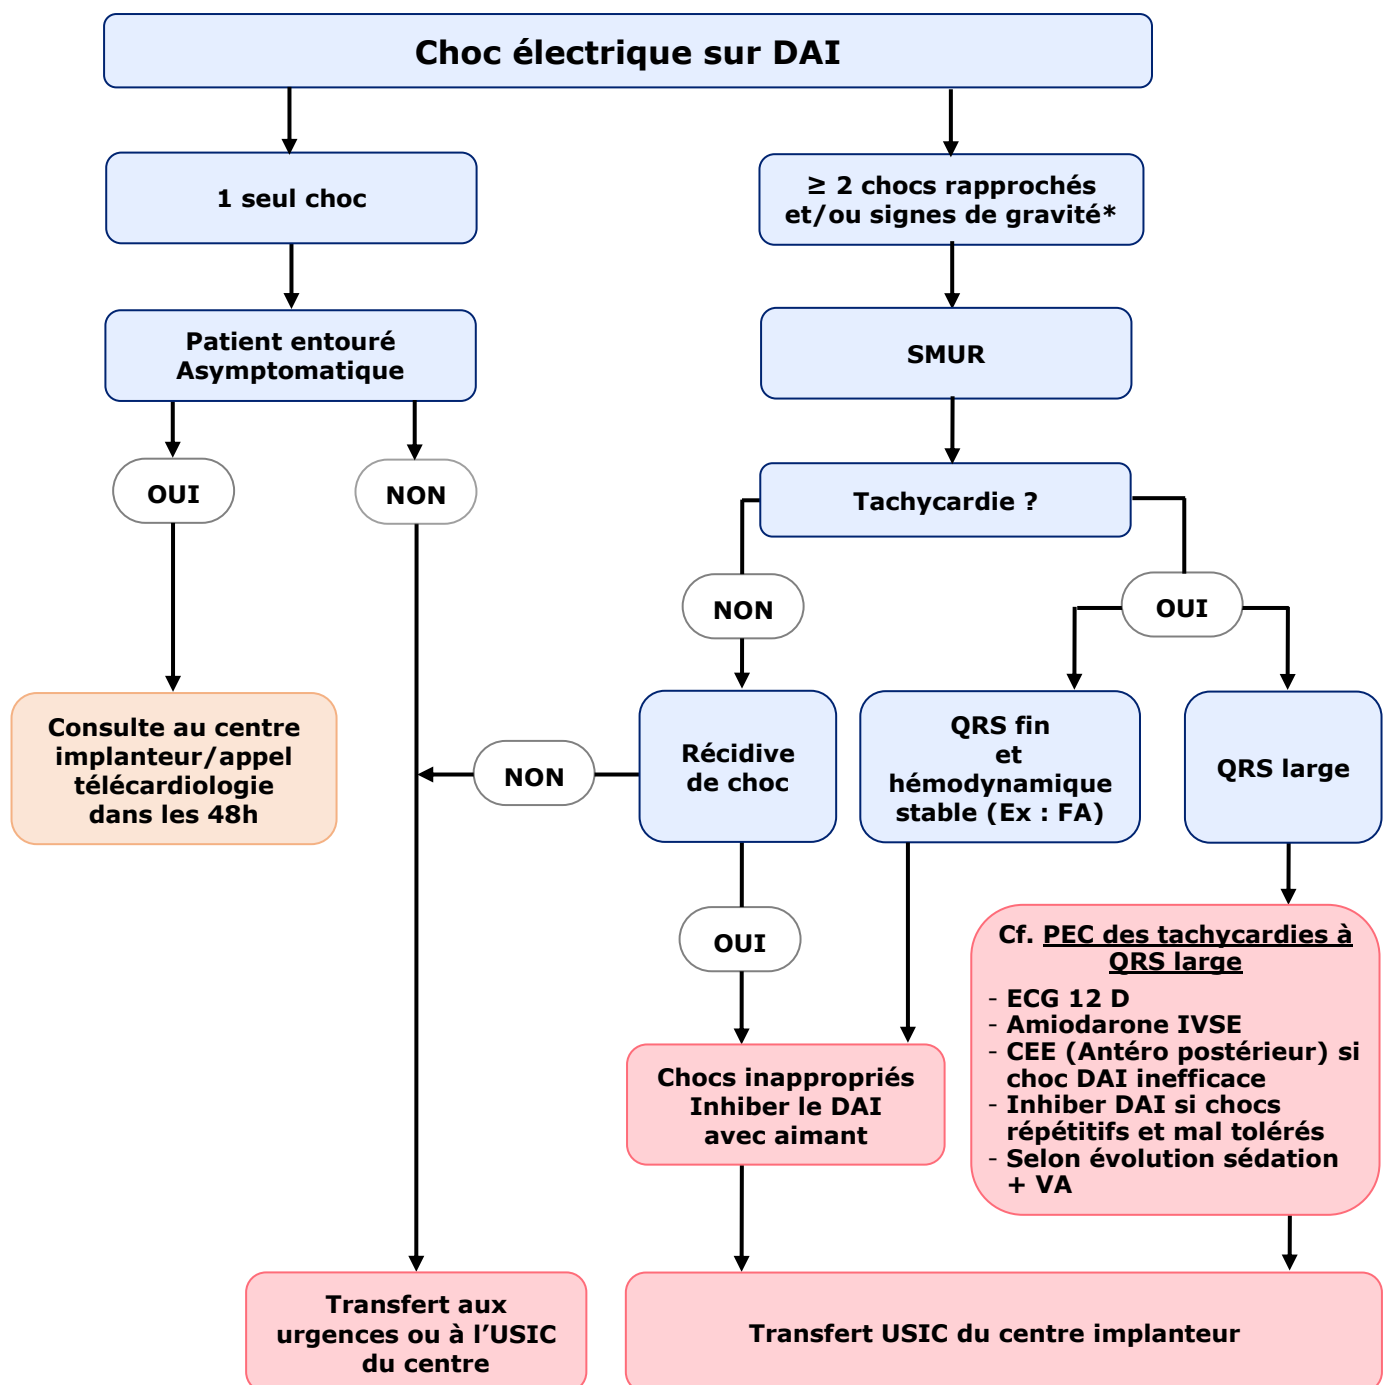 Choc électrique sur DAI
1 seul choc
≥ 2 chocs rapprochés
et/ou signes de gravité*
Patient entouré
Asymptomatique
SMUR
OUI
NON
Tachycardie ?
NON
OUI
Consulte au centre
implanteur/appel
télécardiologie
dans les 48h
NON
Récidive
de choc
QRS fin
et
hémodynamique
stable (Ex : FA)
QRS large
OUI
Cf. PEC des tachycardies à
QRS large
- ECG 12 D
- Amiodarone IVSE
- CEE (Antéro postérieur) si
choc DAI inefficace
- Inhiber DAI si chocs
répétitifs et mal tolérés
- Selon évolution sédation
+ VA
Chocs inappropriés
Inhiber le DAI
avec aimant
Transfert aux
urgences ou à l’USIC
du centre
Transfert USIC du centre implanteur